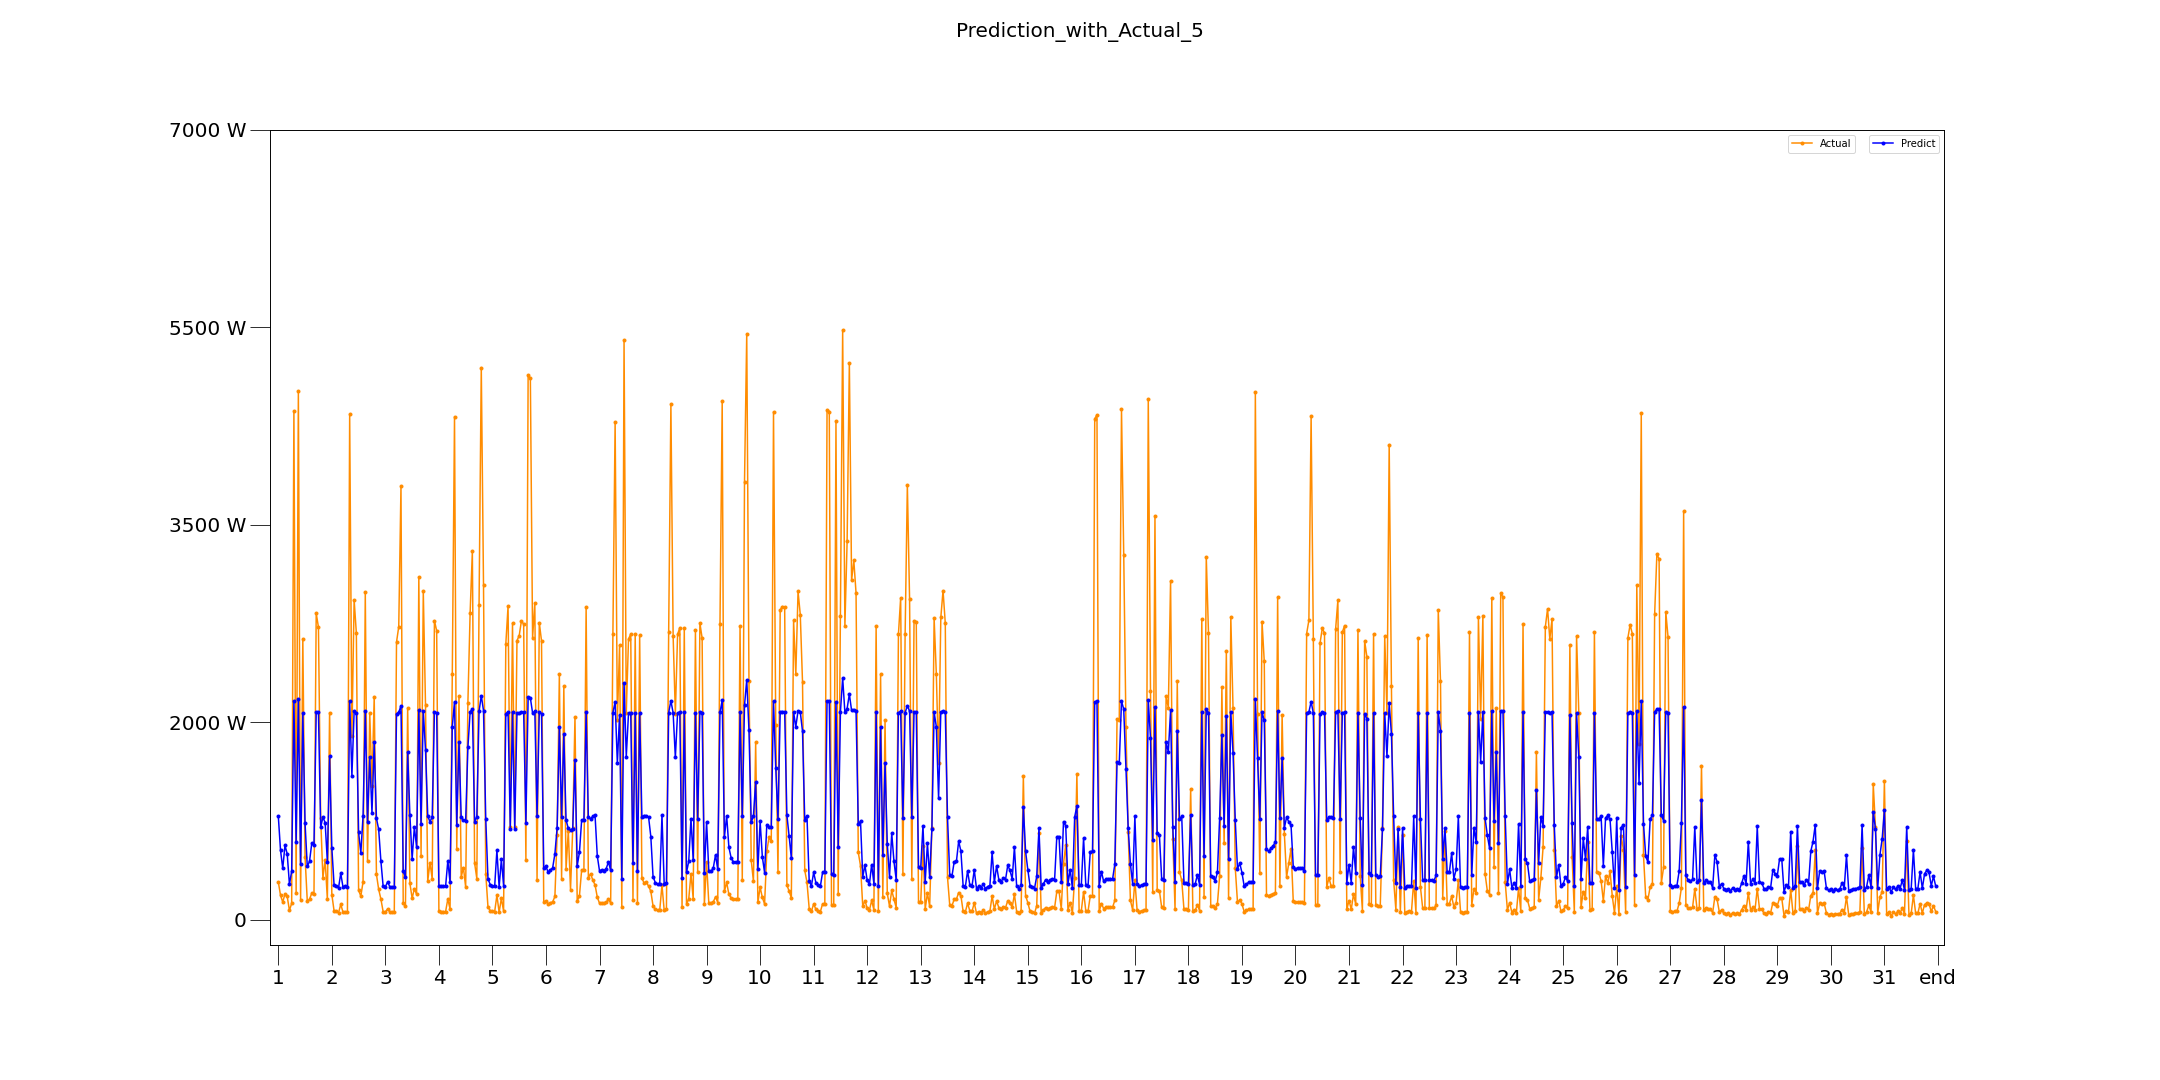 Prediction_with_Actual_5
7000 W
Actual Predict
5500 W
3500 W
2000 W
0
1 2 3 4 5 6 7 8 9 10 11 12 13 14 15 16 17 18 19 20 21 22 23 24 25 26 27 28 29 30 31 end